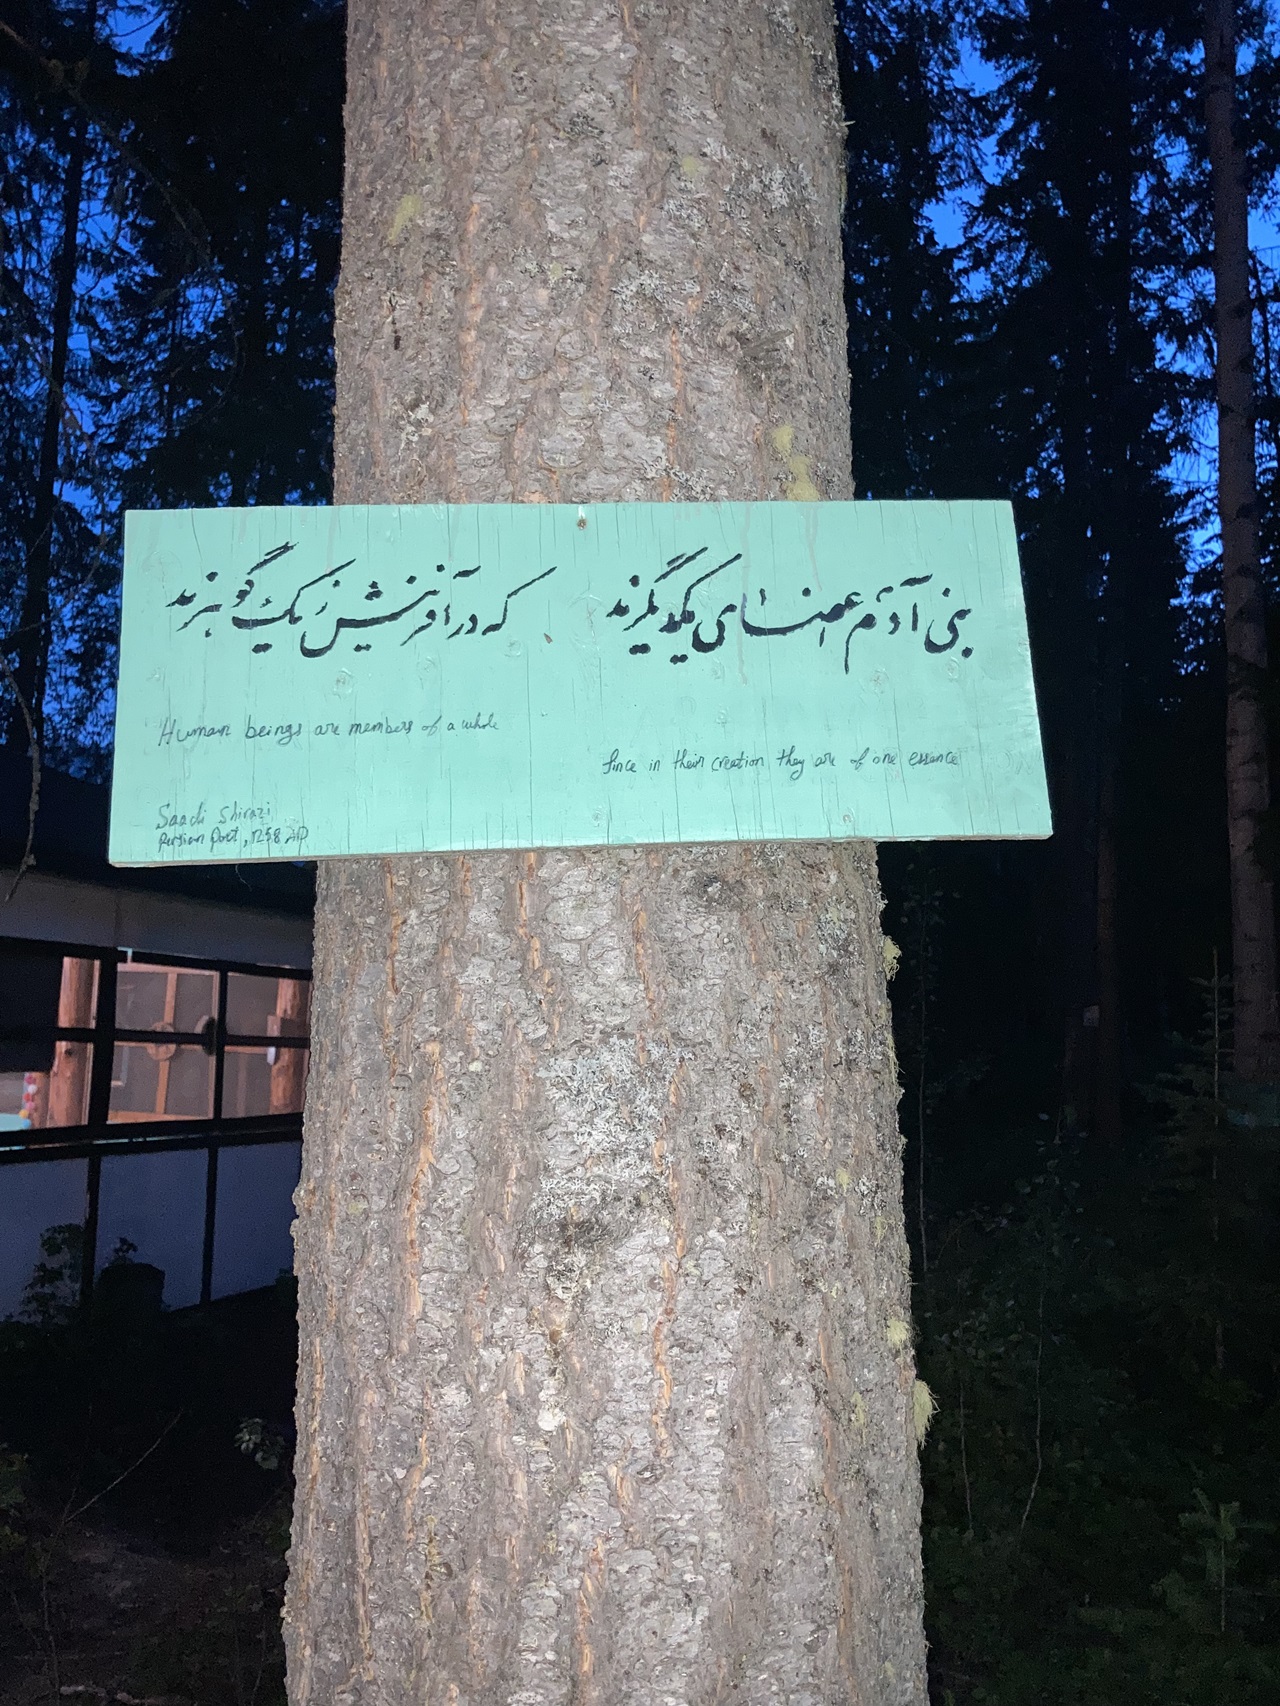 بنی آدم اعضای یکدیگرند که در آفرینش ز یک گوهرند
Human beings are members of a whole
Since in their creation they are of one essence
Saadi Shirazi
Persian Poet, 1258 AD